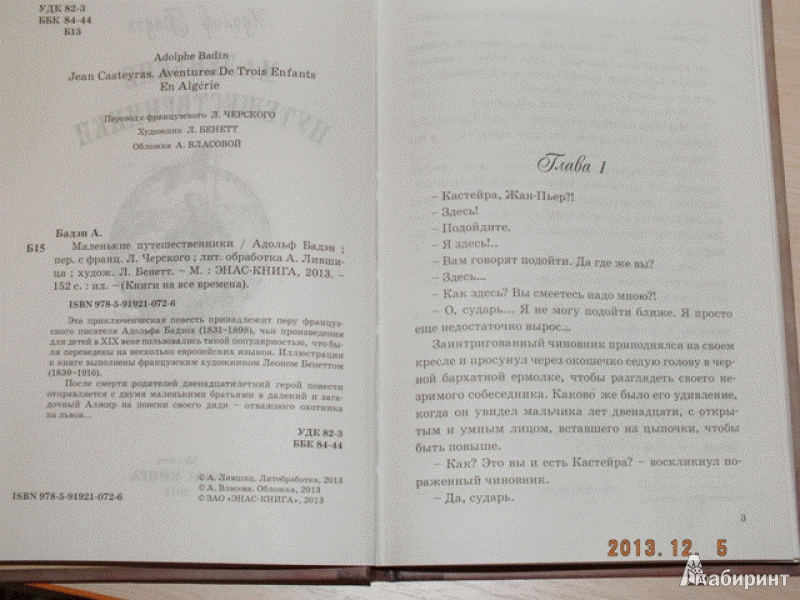 УДК 82-3
ББК 84-44
Б15
Adolphe Badin
Jean Casteyras. Aventures De Trois Enfants
En Algérie
Перевод с французского Л. ЧЕРСКОГО
Художник Л. БЕНЕТТ
Обложка А. ВЛАСОВОЙ
Бадэн А.
Б15 Маленькие путешественники / Адольф Бадэн ;
пер. с франц. Л. Черского ; лит. обработка А. Лившица ; худож. Л. Бенетт. – М. : ЭНАС-КНИГА, 2013. –
152 с. : ил. – (Книги на все времена).
ISBN 978-5-91921-072-6
Эта приключенческая повесть принадлежит перу французского писателя Адольфа Бадэна (1831–1898), чьи произведения
для детей в XIX веке пользовались такой популярностью, что были переведены на несколько европейских языков. Иллюстрации
к книге выполнены французским художником Леоном Бенеттом
(1839–1916).
После смерти родителей двенадцатилетний герой повести
отправляется с двумя маленькими братьями в далекий и загадочный Алжир на поиски своего дяди – отважного охотника
на львов...
УДК 82-3
ББК 84-44
ISBN 978-5-91921-072-6
© А. Лившиц. Литобработка, 2013
© А. Власова. Обложка, 2013
© ЗАО «ЭНАС-КНИГА», 2013
Глава 1
– Кастейра, Жан-Пьер?!
– Здесь!
– Подойдите.
– Я здесь!..
– Вам говорят подойти. Да где же вы?
– Здесь...
– Как здесь? Вы смеетесь надо мною?!
– О, сударь... Я не могу подойти ближе. Я просто
еще недостаточно вырос...
Заинтригованный чиновник приподнялся на своем
кресле и просунул через окошечко седую голову в черной бархатной ермолке, чтобы разглядеть своего незримого собеседника. Каково же было его удивление,
когда он увидел мальчика лет двенадцати, с открытым и умным лицом, вставшего на цыпочки, чтобы
быть повыше.
– Как? Это вы и есть Кастейра? – воскликнул пораженный чиновник.
– Да, сударь.
3
2013.12. 5
Лабиринт